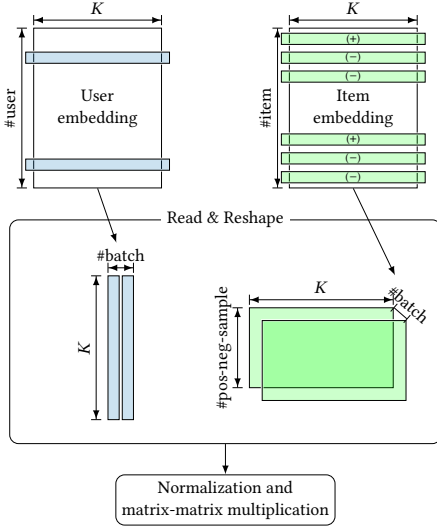 K
K
#user
User
embedding
#item
(+)
(−)
(−)
Item
embedding
(+)
(−)
(−)
Read & Reshape
#batch
K
K
#batch
#pos-neg-sample
Normalization and
matrix-matrix multiplication